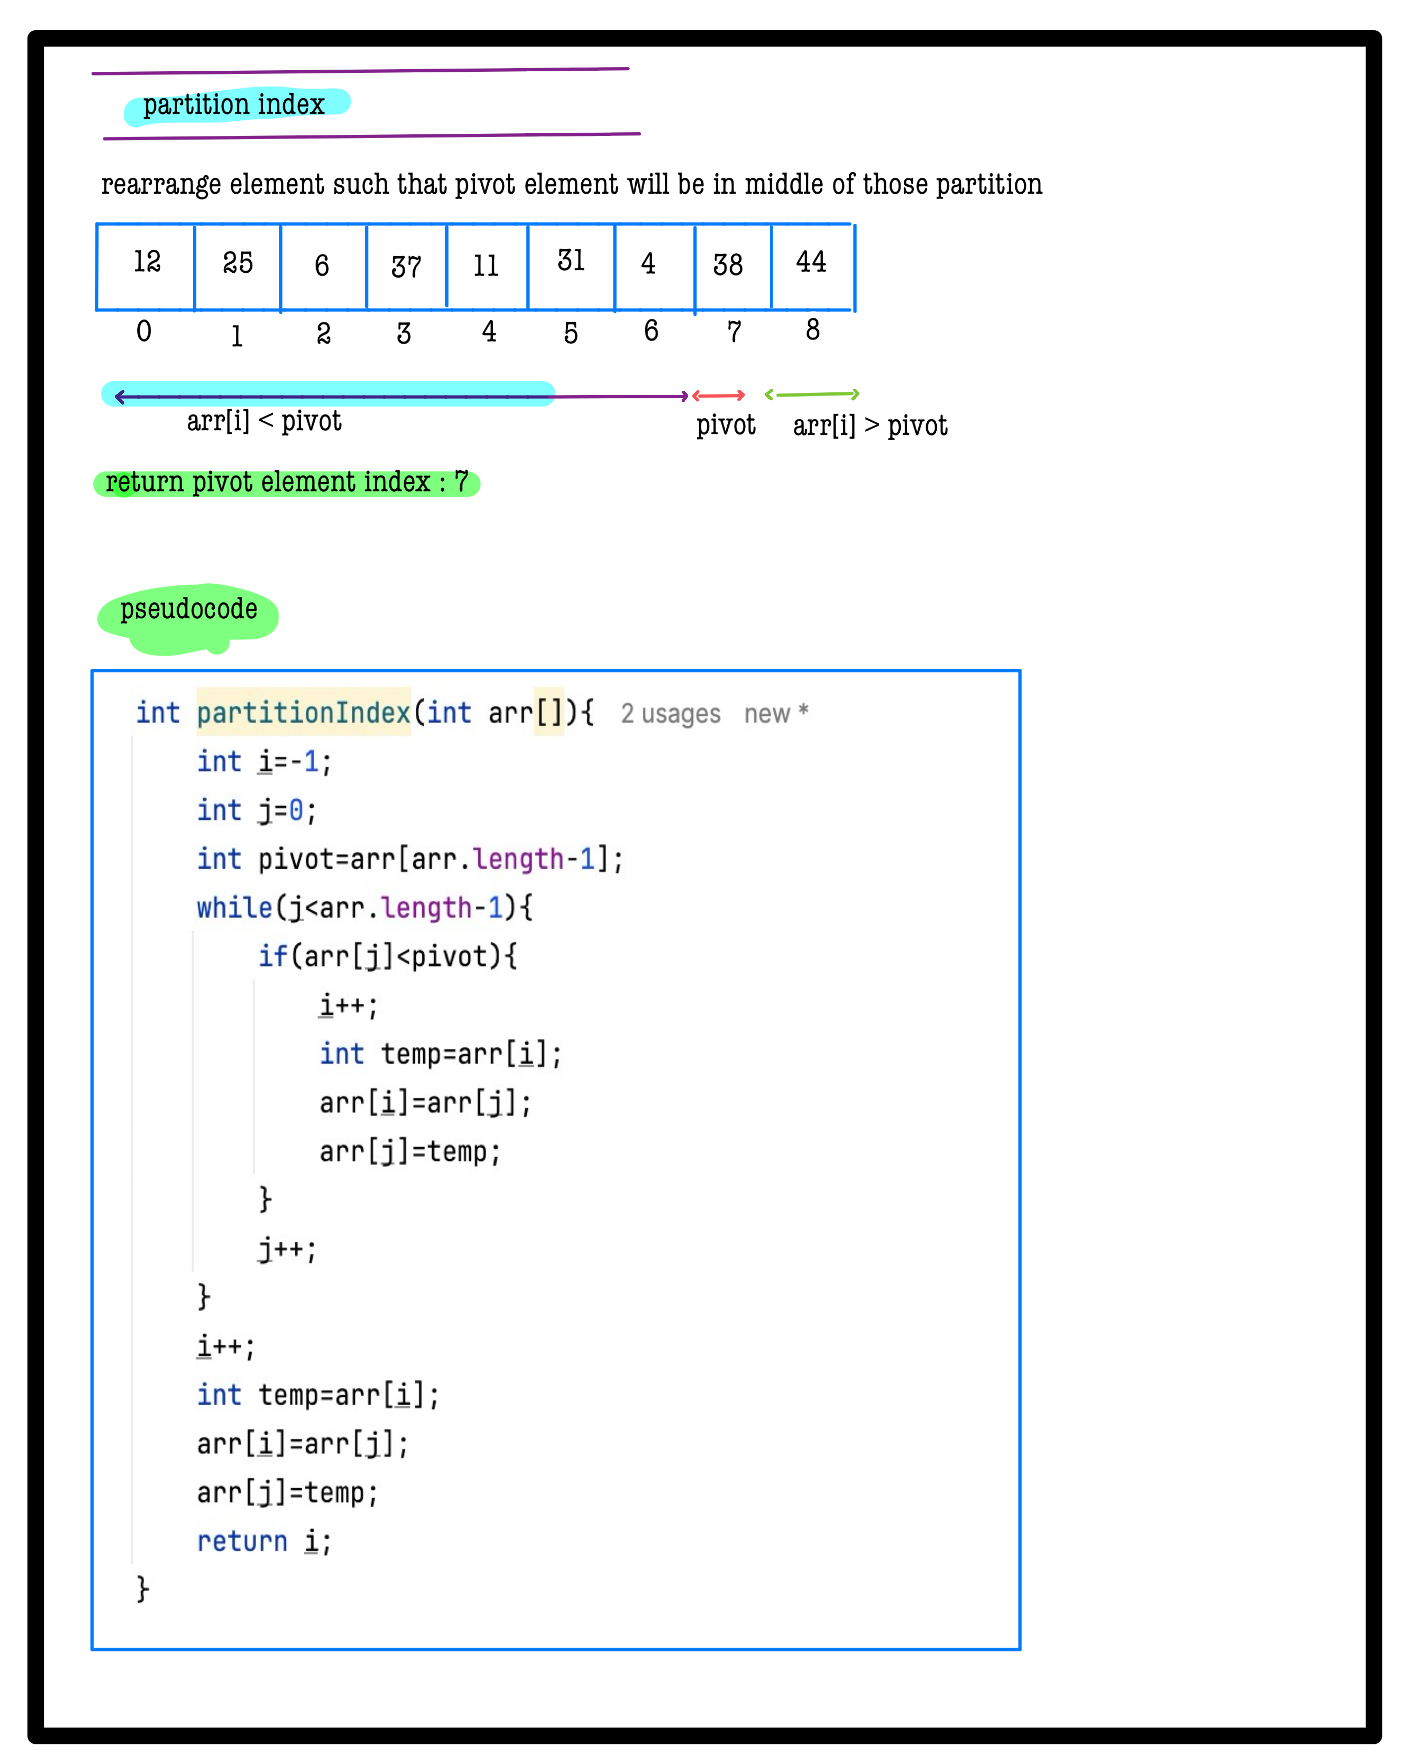 partition index
rearrange element such that pivot element will be in middle of those partition
12 25 6 37 11 31 4 38 44
0 1 2 3 4 5 6 7 8
arr[i] < pivot pivot arr[i] > pivot
return pivot element index : 7
pseudocode
int partitionIndex(int arr[]){ 2 usages new *
int i=-1;
int j=0;
int pivot=arr[arr.length-1];
while(j<arr.length-1){
if(arr[j]<pivot){
i++;
int temp=arr[i];
arr[i]=arr[j];
arr[j]=temp;
}
j++;
}
i++;
int temp=arr[i];
arr[i]=arr[j];
arr[j]=temp;
return i;
}